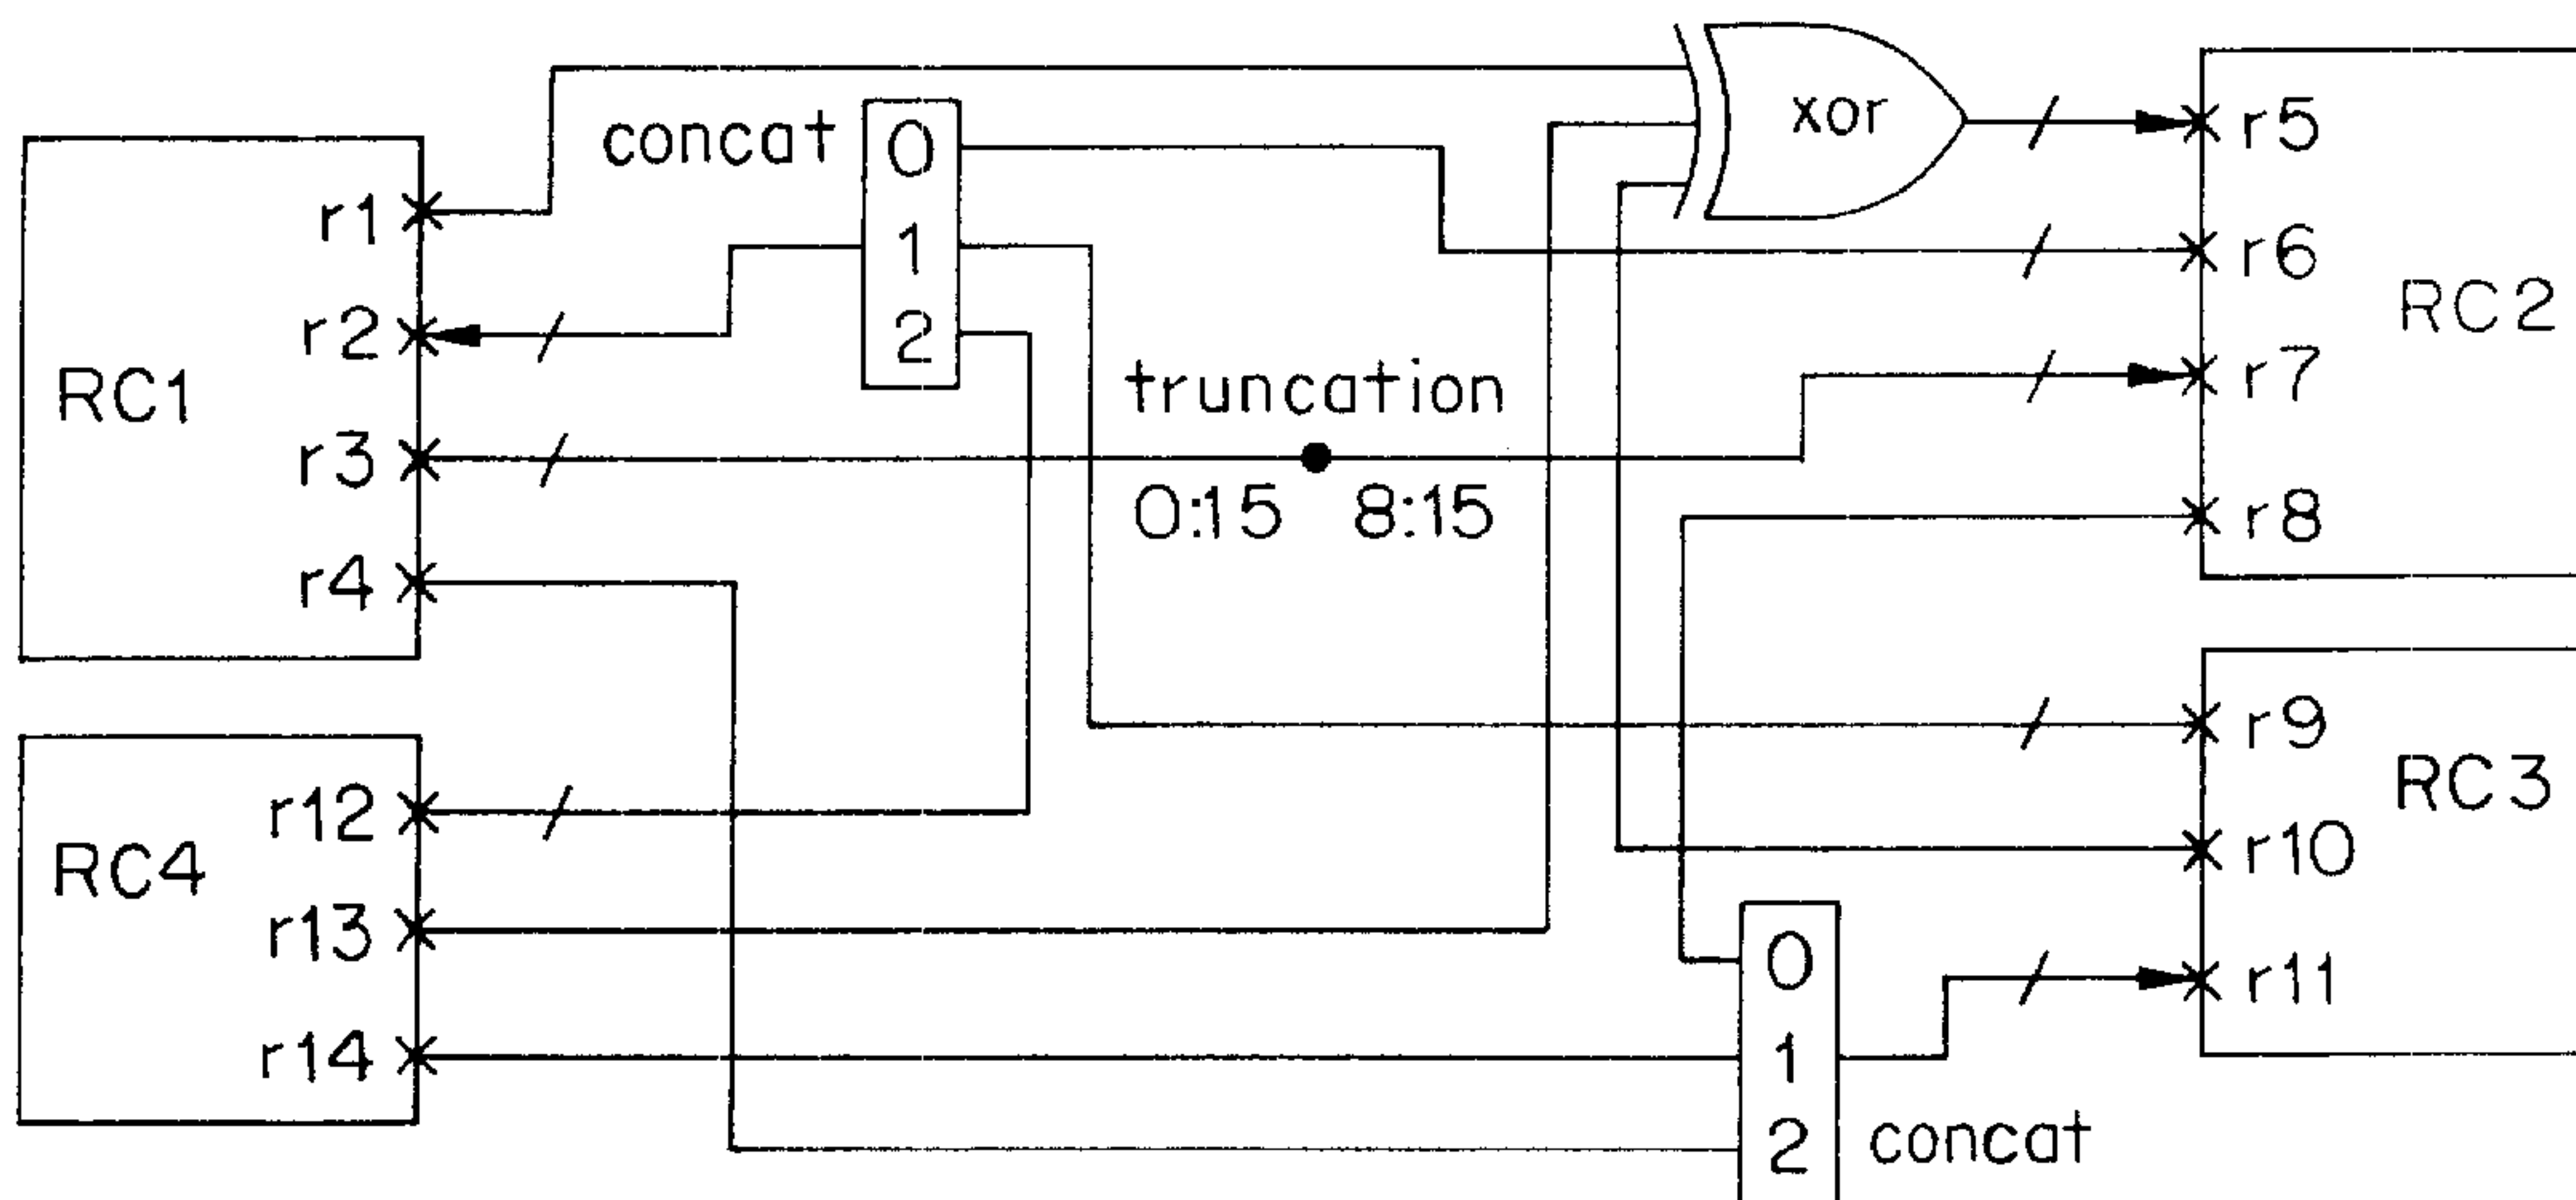 xor
r5
concat
0
r1
1
r6
r2
2
RC2
RC1
truncation
r7
r3
0:15 8:15
r8
r4
r9
RC3
r12
r10
RC4
r13
0
r11
r14
1
2
concat